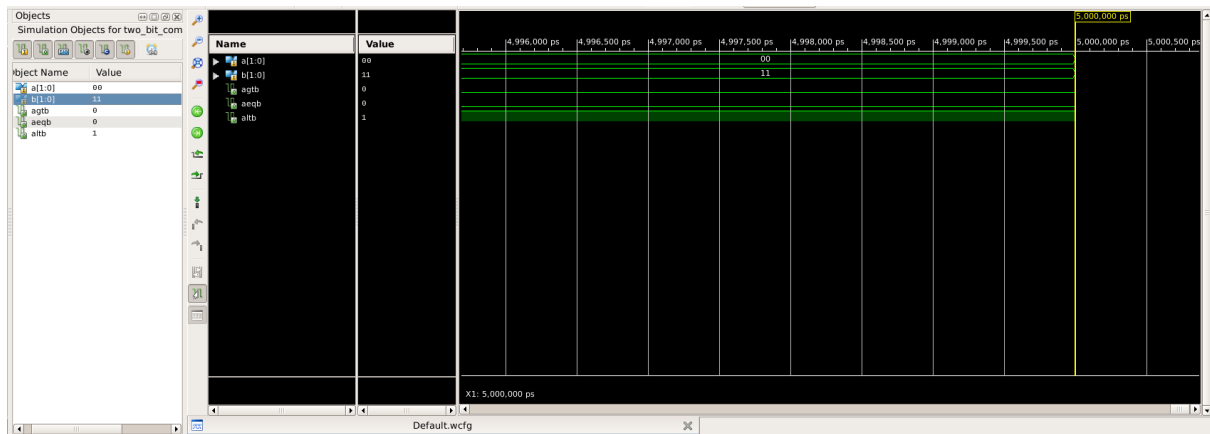 Objects
Simulation Objects for two_bit_com
bject Name Value
a[1:0] 00
b[1:0] 11
agtb 0
aeqb 0
altb 1
Name Value
a[1:0] 00
b[1:0] 11
agtb 0
aeqb 0
altb 1
5,000,000 ps
4,996,000 ps 4,996,500 ps 4,997,000 ps 4,997,500 ps 4,998,000 ps 4,998,500 ps 4,999,000 ps 4,999,500 ps 5,000,000 ps 5,000,500 ps
00
11
X1: 5,000,000 ps
Default.wcfg